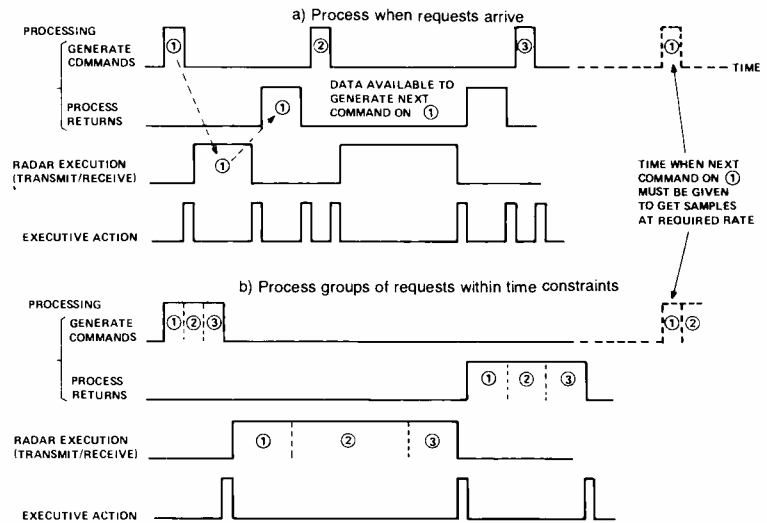 a) Process when requests arrive
PROCESSING
GENERATE
COMMANDS
①
②
③
①
TIME
PROCESS
RETURNS
①
DATA AVAILABLE TO
GENERATE NEXT
COMMAND ON ①
RADAR EXECUTION
(TRANSMIT/RECEIVE)
①
TIME WHEN NEXT
COMMAND ON ①
MUST BE GIVEN
TO GET SAMPLES
AT REQUIRED RATE
EXECUTIVE ACTION
b) Process groups of requests within time constraints
PROCESSING
GENERATE
COMMANDS
① ② ③
① ②
PROCESS
RETURNS
① ② ③
RADAR EXECUTION
(TRANSMIT/RECEIVE)
① ② ③
EXECUTIVE ACTION